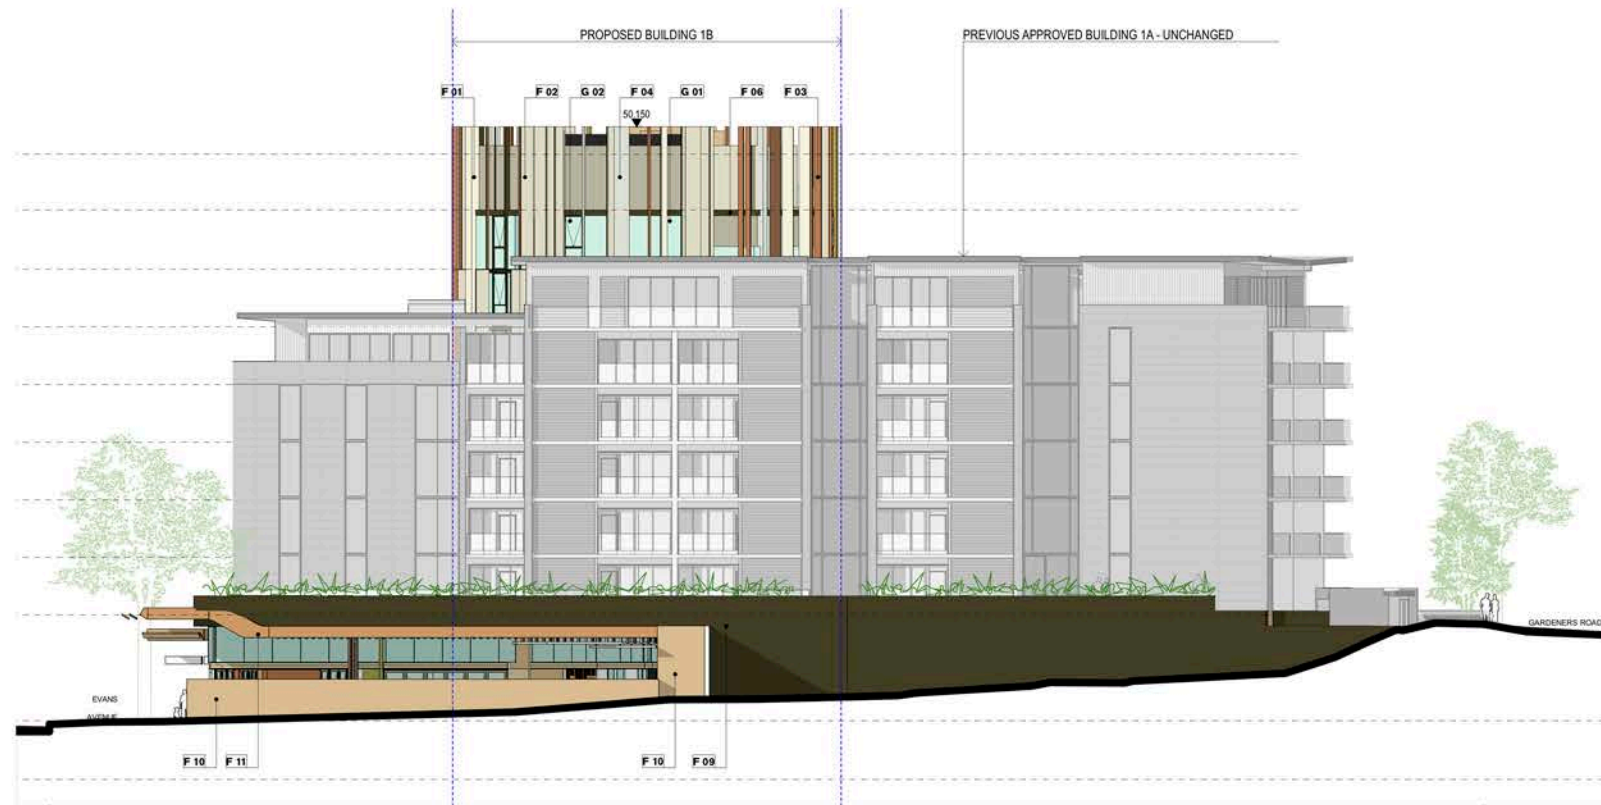 PROPOSED BUILDING 1B
PREVIOUS APPROVED BUILDING 1A - UNCHANGED
F 01
F 02
G 02
F 04
G 01
F 06
F 03
50.150
GARDENERS ROAD
EVANS
AVENUE
F 10
F 11
F 10
F 09